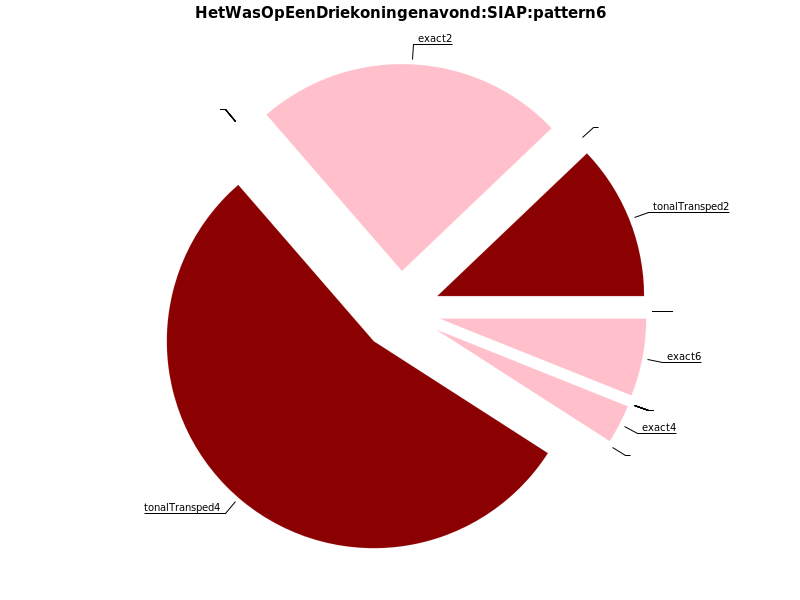 HetWasOpEenDriekoningenavond:SIAP:pattern6
exact2
tonalTransped2
exact6
exact4
tonalTransped4